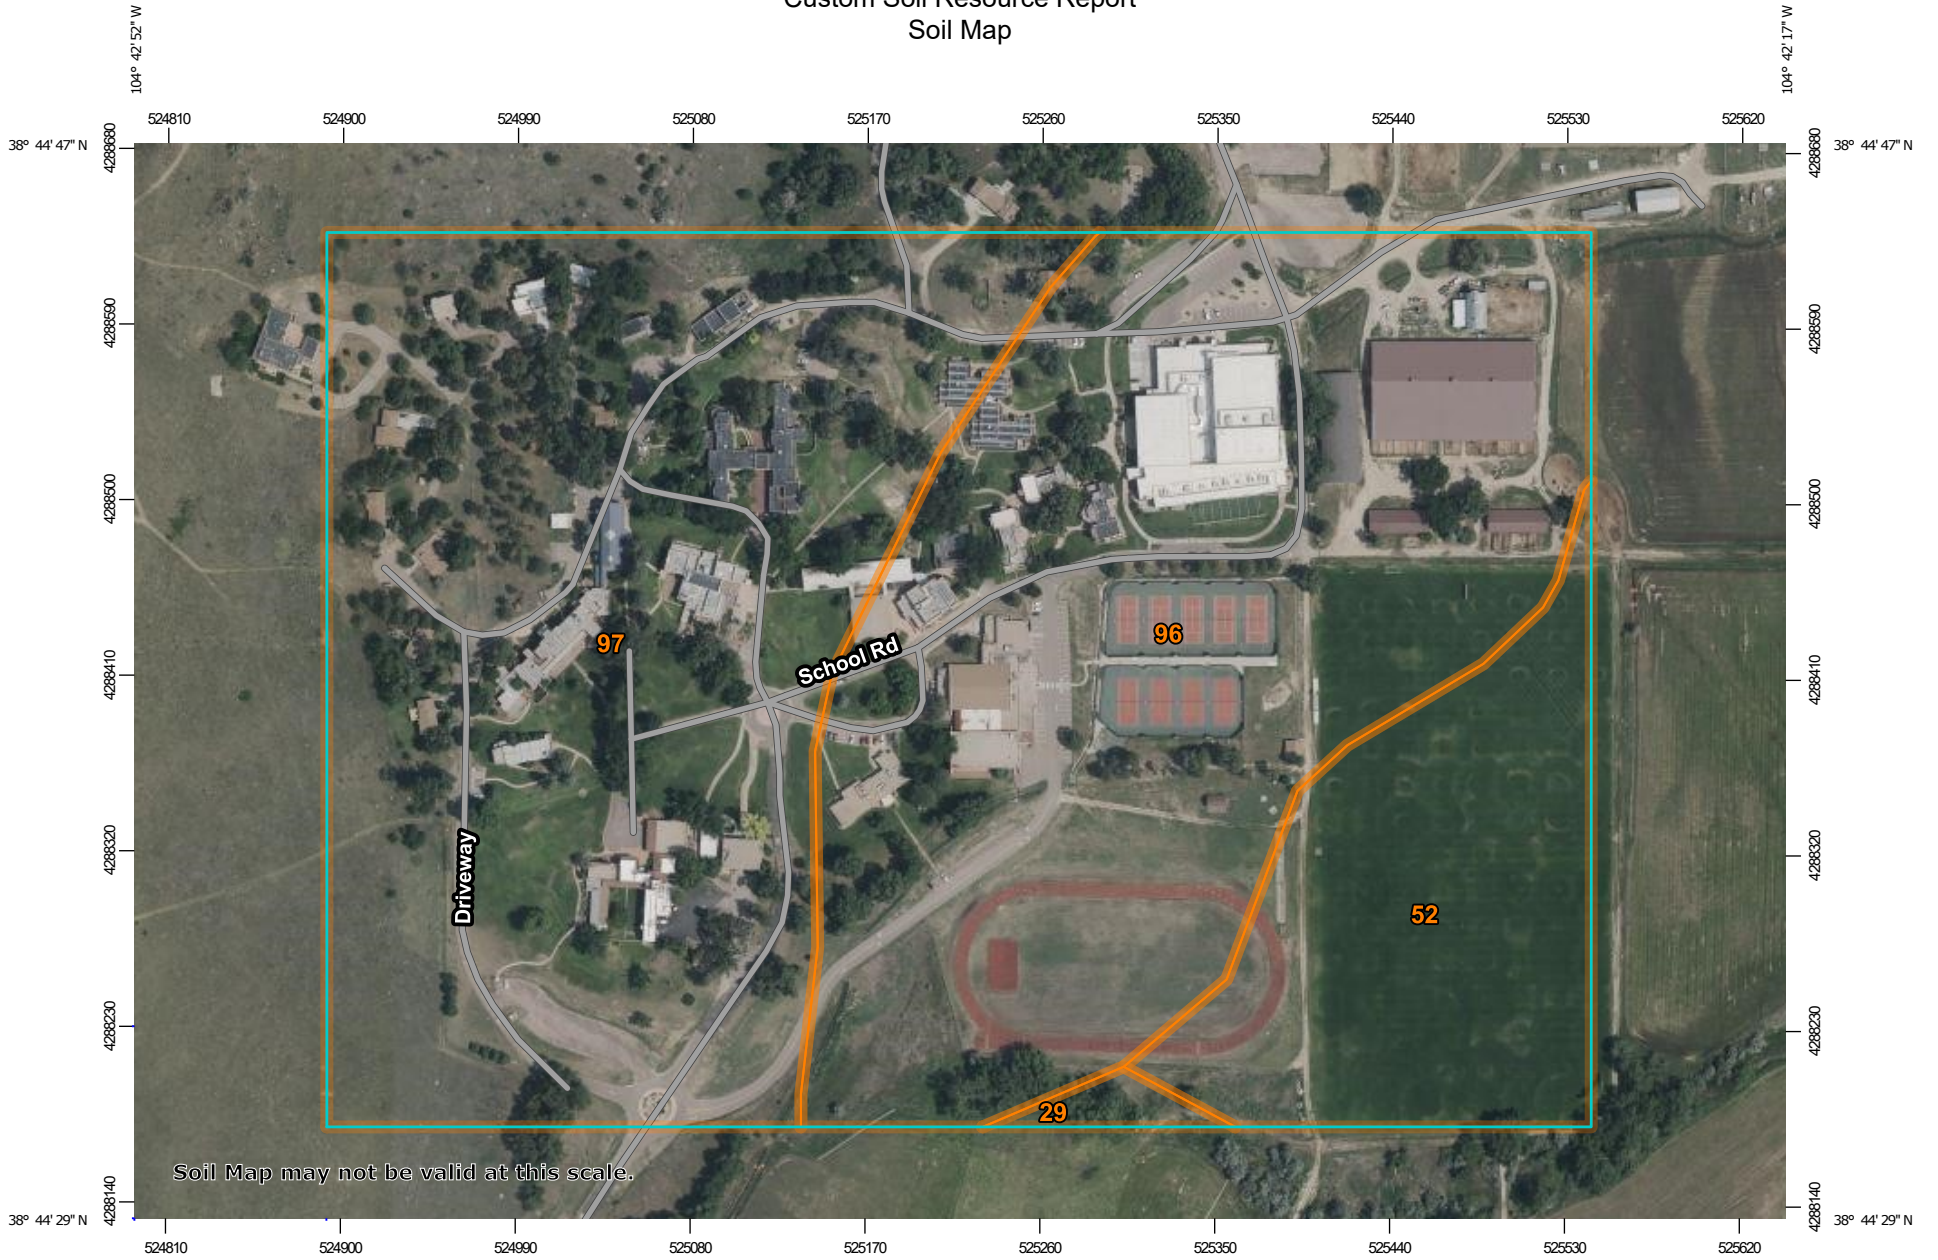 Custom Soil Resource Report
Soil Map
104° 42' 52" W
104° 42' 17" W
524810 524900 524990 525080 525170 525260 525350 525440 525530 525620
38° 44' 47" N
38° 44' 47" N
4288680
4288590
4288500
4288410
4288320
4288230
4288140
4288680
4288590
4288500
4288410
4288320
4288230
4288140
97
96
School Rd
Driveway
52
29
Soil Map may not be valid at this scale.
38° 44' 29" N
38° 44' 29" N
524810 524900 524990 525080 525170 525260 525350 525440 525530 525620